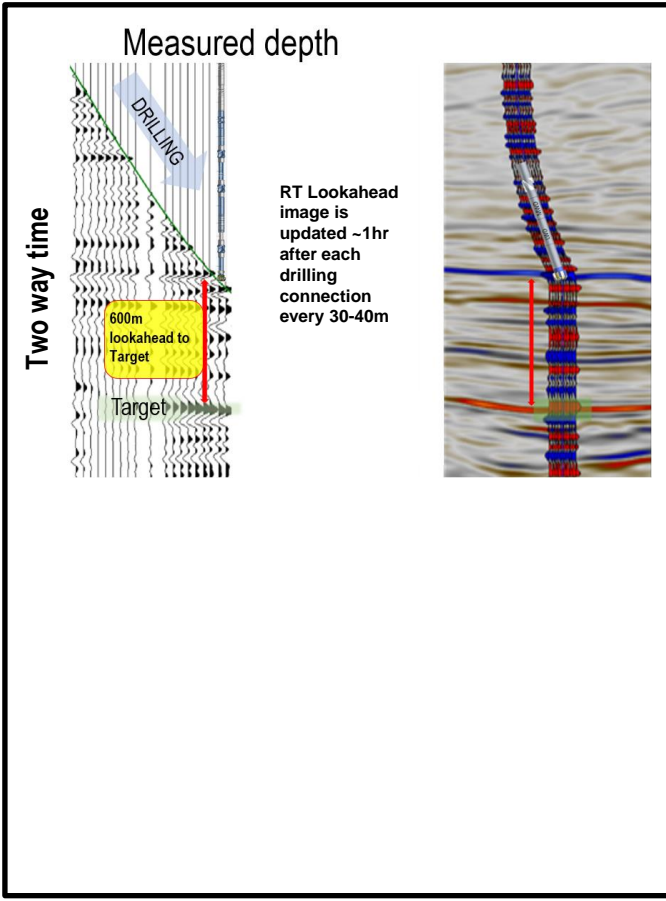 Measured depth
Two way time
DRILLING
600m
lookahead to
Target
Target
RT Lookahead
image is
updated ~1hr
after each
drilling
connection
every 30-40m